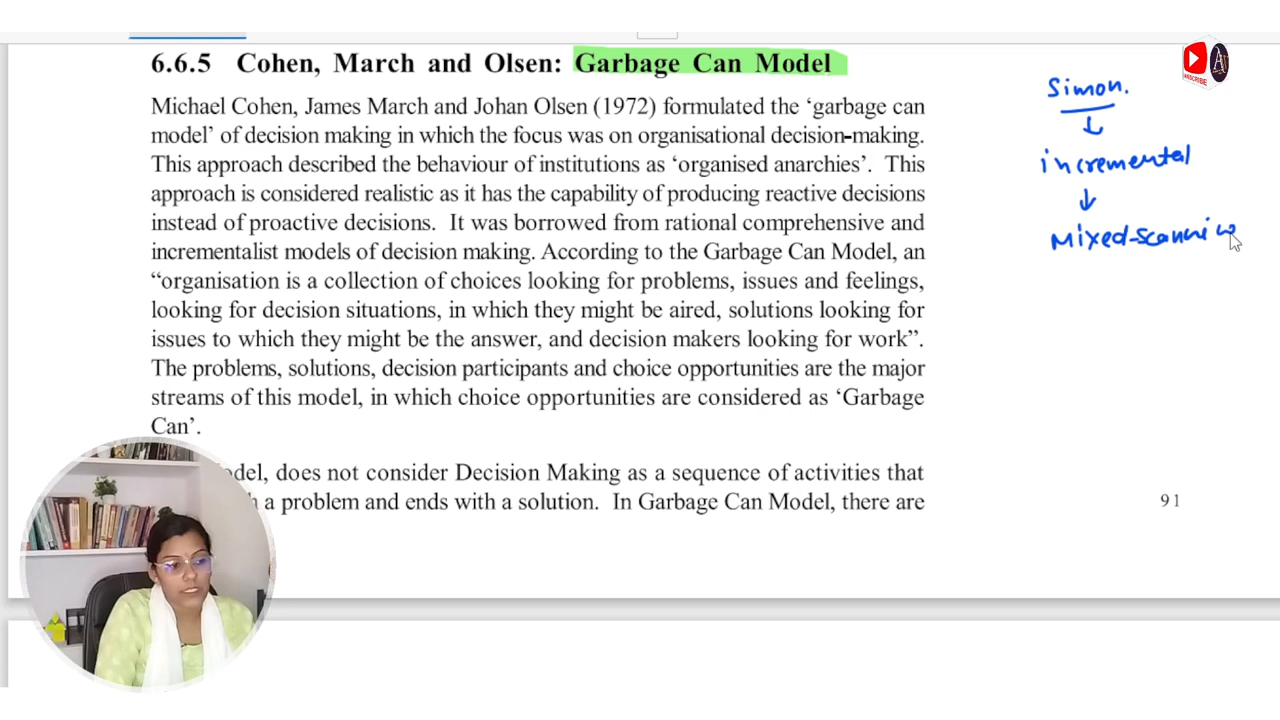 6.6.5 Cohen, March and Olsen: Garbage Can Model
Michael Cohen, James March and Johan Olsen (1972) formulated the ‘garbage can
model’ of decision making in which the focus was on organisational decision-making.
This approach described the behaviour of institutions as ‘organised anarchies’. This
approach is considered realistic as it has the capability of producing reactive decisions
instead of proactive decisions. It was borrowed from rational comprehensive and
incrementalist models of decision making. According to the Garbage Can Model, an
“organisation is a collection of choices looking for problems, issues and feelings,
looking for decision situations, in which they might be aired, solutions looking for
issues to which they might be the answer, and decision makers looking for work”.
The problems, solutions, decision participants and choice opportunities are the major
streams of this model, in which choice opportunities are considered as ‘Garbage
Can’.
does not consider Decision Making as a sequence of activities that
a problem and ends with a solution. In Garbage Can Model, there are
91
Simon.
incremental
Mixed-scanni
SUBSCRIBE